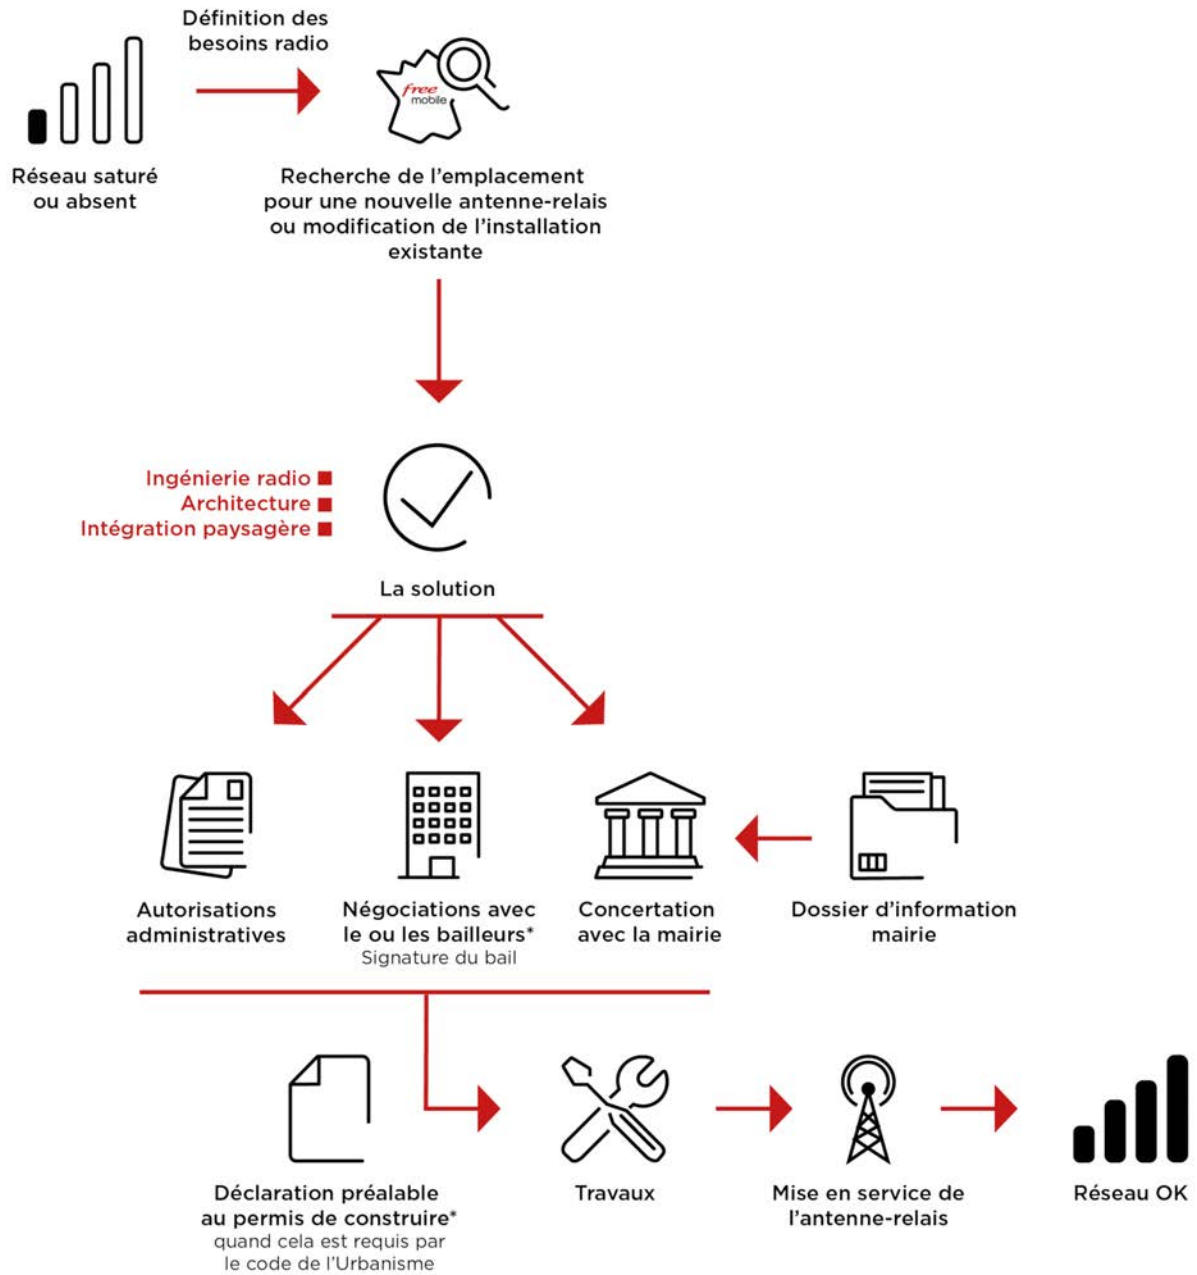 Définition des
besoins radio
free
mobile
Réseau saturé
ou absent
Recherche de l'emplacement
pour une nouvelle antenne-relais
ou modification de l'installation
existante
Ingénierie radio
Architecture
Intégration paysagère
La solution
Autorisations
administratives
Négociations avec
le ou les bailleurs*
Signature du bail
Concertation
avec la mairie
Dossier d'information
mairie
Déclaration préalable
au permis de construire*
quand cela est requis par
le code de l'Urbanisme
Travaux
Mise en service de
l'antenne-relais
Réseau OK